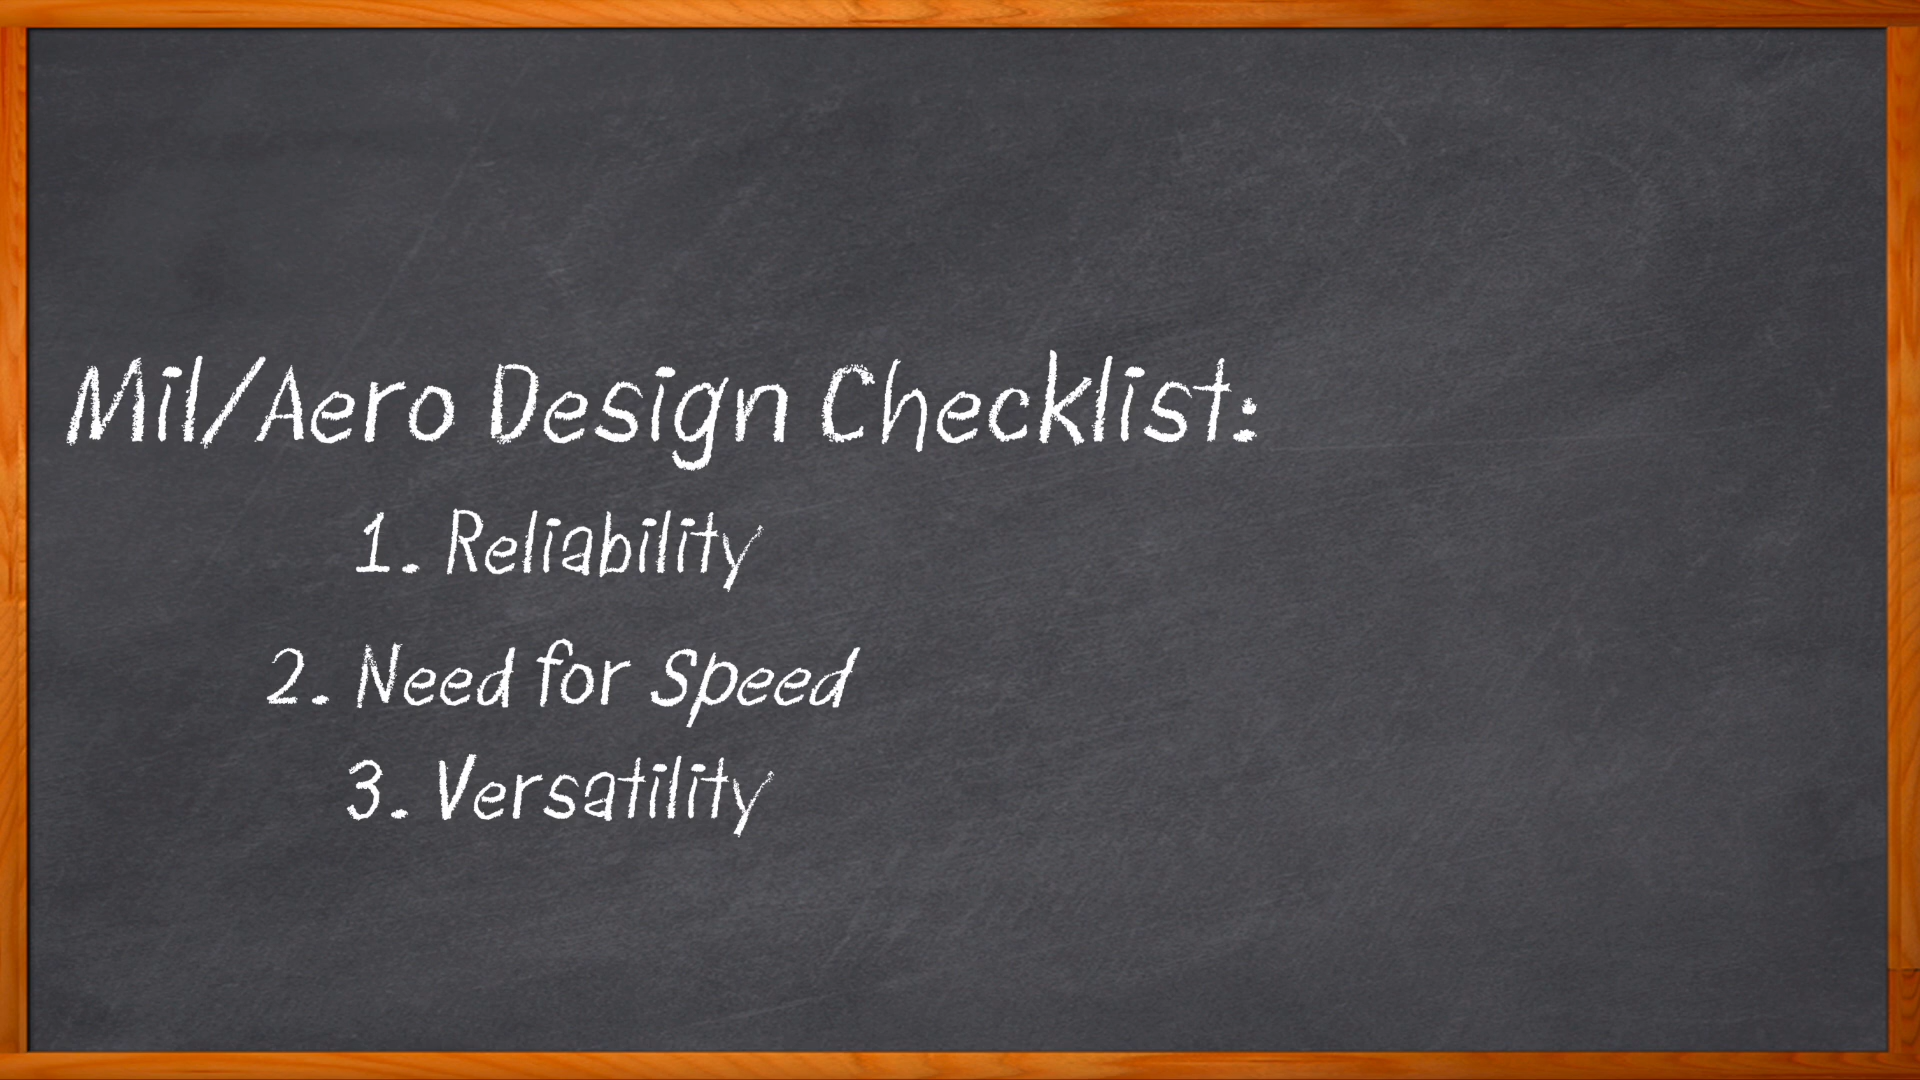 Mil/Aero Design Checklist:
1. Reliability
2. Need for Speed
3. Versatility